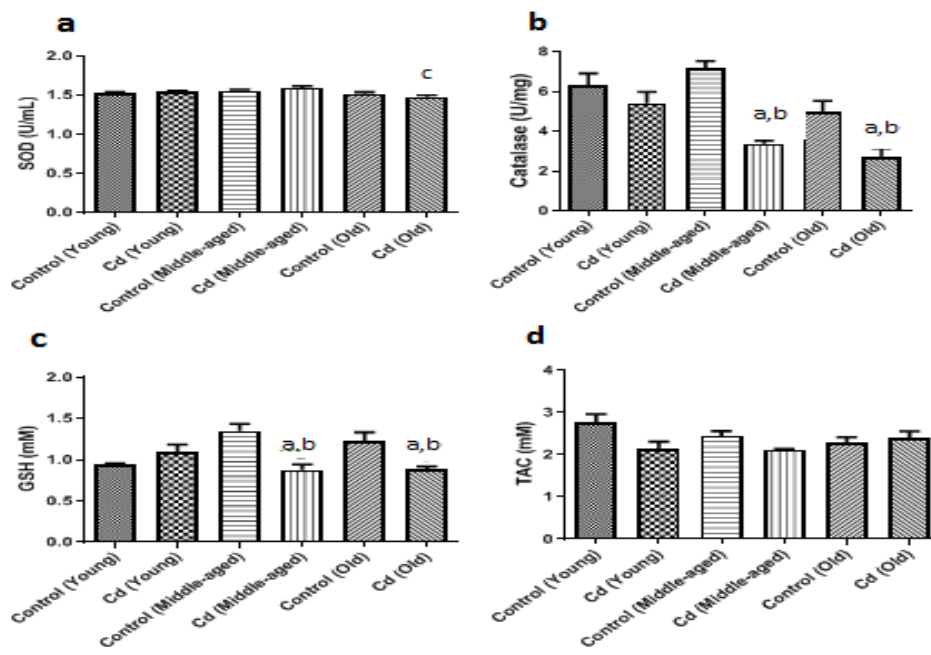 a
SOD (U/mL)
2.0
1.5
1.0
0.5
0.0
c
Control (Young)
Cd (Young)
Control (Middle-aged)
Cd (Middle-aged)
Control (Old)
Cd (Old)
b
Catalase (U/mg)
8
6
4
2
0
a,b
a,b
Control (Young)
Cd (Young)
Control (Middle-aged)
Cd (Middle-aged)
Control (Old)
Cd (Old)
c
GSH (mM)
2.0
1.5
1.0
0.5
0.0
a,b
a,b
Control (Young)
Cd (Young)
Control (Middle-aged)
Cd (Middle-aged)
Control (Old)
Cd (Old)
d
TAC (mM)
4
3
2
1
0
Control (Young)
Cd (Young)
Control (Middle-aged)
Cd (Middle-aged)
Control (Old)
Cd (Old)